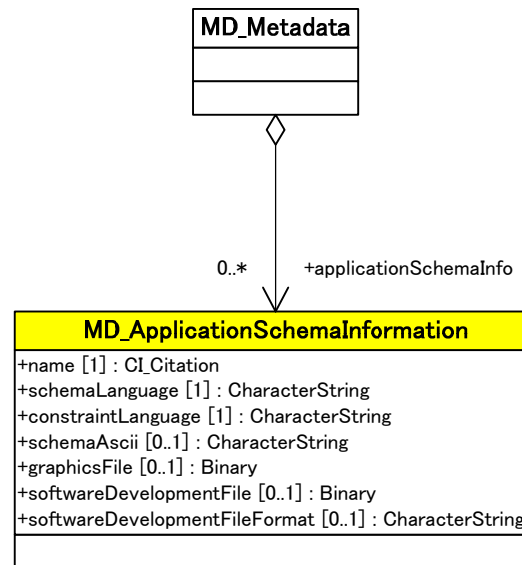 MD_Metadata
0..* +applicationSchemaInfo
MD_ApplicationSchemaInformation
+name [1] : CI_Citation
+schemaLanguage [1] : CharacterString
+constraintLanguage [1] : CharacterString
+schemaAscii [0..1] : CharacterString
+graphicsFile [0..1] : Binary
+softwareDevelopmentFile [0..1] : Binary
+softwareDevelopmentFileFormat [0..1] : CharacterString